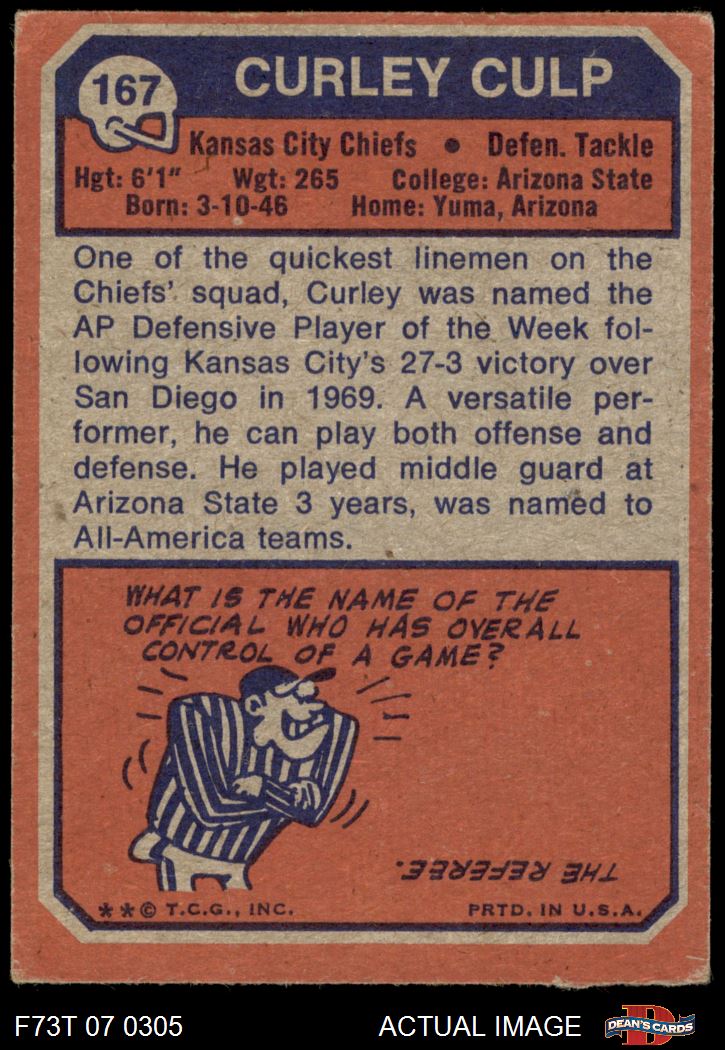 167
CURLEY CULP
Kansas City Chiefs • Defen. Tackle
Hgt: 6'1" Wgt: 265 College: Arizona State
Born: 3-10-46 Home: Yuma, Arizona
One of the quickest linemen on the
Chiefs' squad, Curley was named the
AP Defensive Player of the Week fol-
lowing Kansas City's 27-3 victory over
San Diego in 1969. A versatile per-
former, he can play both offense and
defense. He played middle guard at
Arizona State 3 years, was named to
All-America teams.
WHAT IS THE NAME OF THE
OFFICIAL WHO HAS OVERALL
CONTROL OF A GAME?
THE REFEREE.
**© T.C.G., INC. PRTD. IN U.S.A.
F73T 07 0305 ACTUAL IMAGE D DEAN'S CARDS